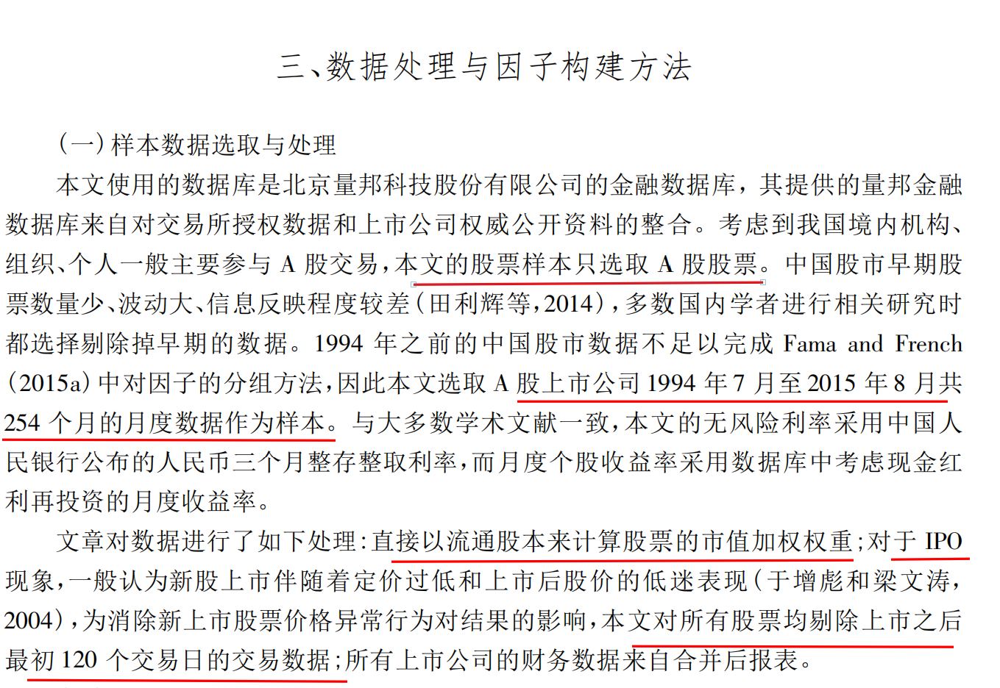 三、数据处理与因子构建方法
(一)样本数据选取与处理
本文使用的数据库是北京量邦科技股份有限公司的金融数据库，其提供的量邦金融
数据库来自对交易所授权数据和上市公司权威公开资料的整合。考虑到我国境内机构、
组织、个人一般主要参与 A 股交易，本文的股票样本只选取 A 股股票。中国股市早期股
票数量少、波动大、信息反映程度较差(田利辉等，2014)，多数国内学者进行相关研究时
都选择剔除掉早期的数据。1994 年之前的中国股市数据不足以完成 Fama and French
(2015a)中对因子的分组方法，因此本文选取 A 股上市公司 1994 年 7 月至 2015 年 8 月共
254 个月的月度数据作为样本。与大多数学术文献一致，本文的无风险利率采用中国人
民银行公布的人民币三个月整存整取利率，而月度个股收益率采用数据库中考虑现金红
利再投资的月度收益率。
文章对数据进行了如下处理：直接以流通股本来计算股票的市值加权权重；对于 IPO
现象，一般认为新股上市伴随着定价过低和上市后股价的低迷表现(于增彪和梁文涛，
2004)，为消除新上市股票价格异常行为对结果的影响，本文对所有股票均剔除上市之后
最初 120 个交易日的交易数据；所有上市公司的财务数据来自合并后报表。